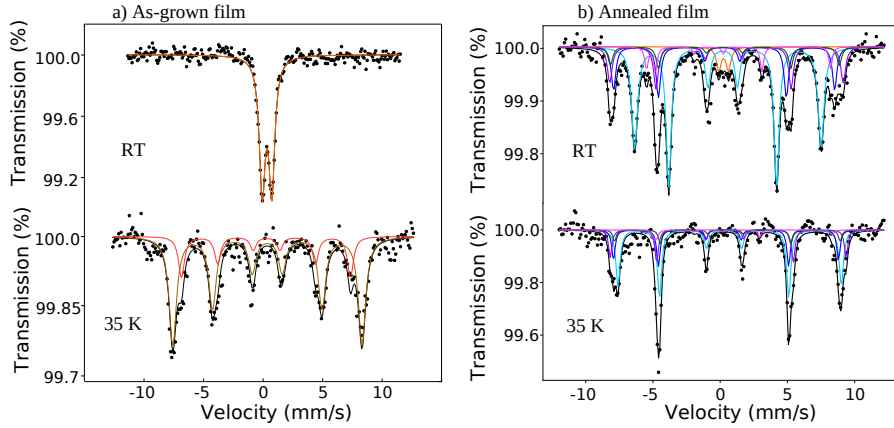 a) As-grown film
b) Annealed film
Transmission (%)
100.0
99.6
99.2
RT
Transmission (%)
100.0
99.85
99.7
35 K
-10
-5
0
5
10
Velocity (mm/s)
Transmission (%)
100.0
99.9
99.8
RT
Transmission (%)
100.0
99.8
99.6
35 K
-10
-5
0
5
10
Velocity (mm/s)